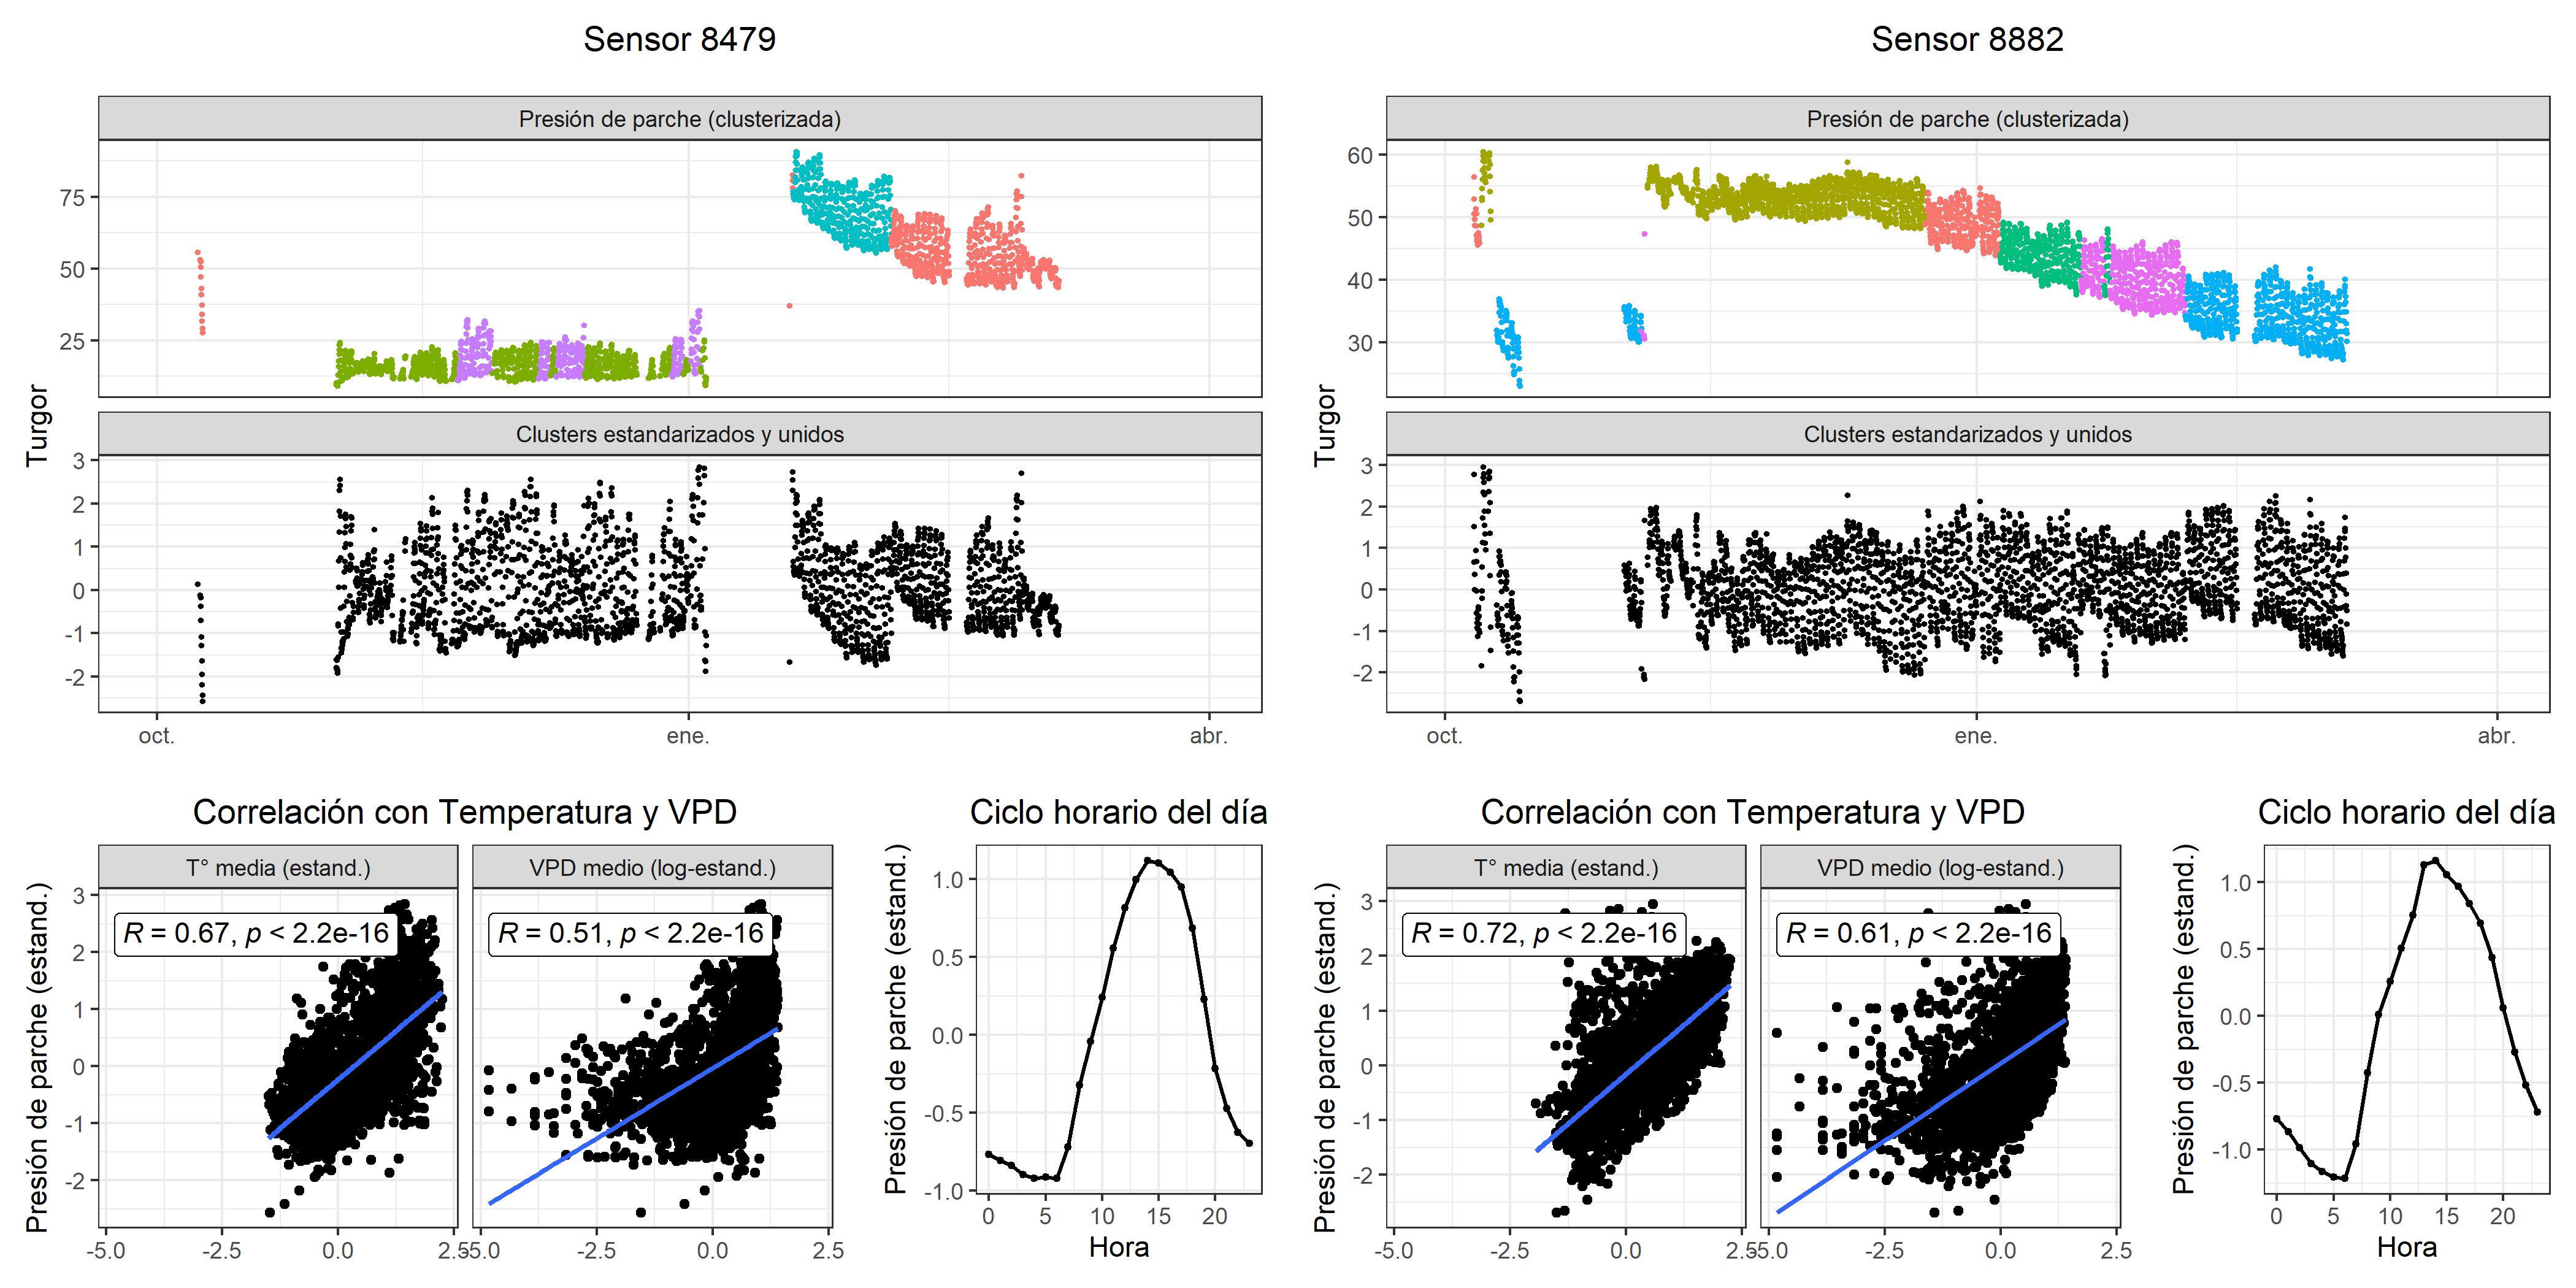 Sensor 8479
Presión de parche (clusterizada)
75
50
25
Turgor
Clusters estandarizados y unidos
3
2
1
0
-1
-2
oct.
ene.
abr.
Correlación con Temperatura y VPD
T° media (estand.)
VPD medio (log-estand.)
Presión de parche (estand.)
3
2
1
0
-1
-2
R = 0.67, p < 2.2e-16
R = 0.51, p < 2.2e-16
-5.0
-2.5
0.0
2.5
-5.0
-2.5
0.0
2.5
Ciclo horario del día
Presión de parche (estand.)
1.0
0.5
0.0
-0.5
-1.0
0
5
10
15
20
Hora
Sensor 8882
Presión de parche (clusterizada)
60
50
40
30
Turgor
Clusters estandarizados y unidos
3
2
1
0
-1
-2
oct.
ene.
abr.
Correlación con Temperatura y VPD
T° media (estand.)
VPD medio (log-estand.)
Presión de parche (estand.)
3
2
1
0
-1
-2
R = 0.72, p < 2.2e-16
R = 0.61, p < 2.2e-16
-5.0
-2.5
0.0
2.5
-5.0
-2.5
0.0
2.5
Ciclo horario del día
Presión de parche (estand.)
1.0
0.5
0.0
-0.5
-1.0
0
5
10
15
20
Hora